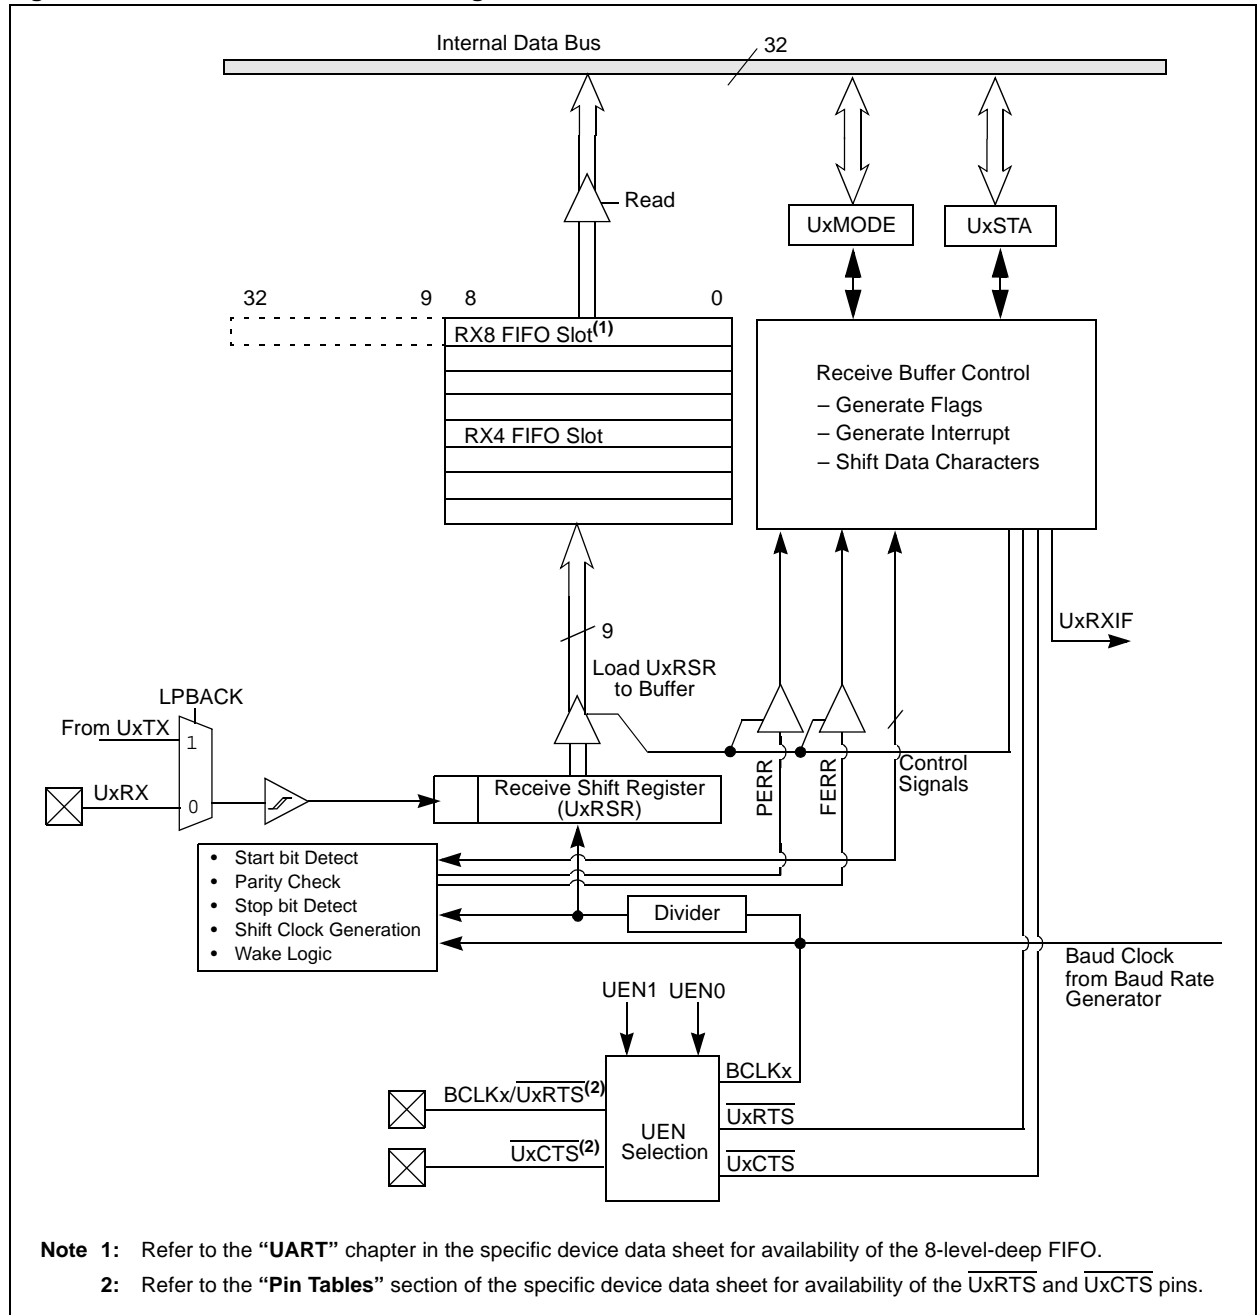 Internal Data Bus
32
Read
UxMODE
UxSTA
32
9
8
0
RX8 FIFO Slot(1)
RX4 FIFO Slot
Receive Buffer Control
– Generate Flags
– Generate Interrupt
– Shift Data Characters
9
Load UxRSR
to Buffer
UxRXIF
LPBACK
From UxTX
1
UxRX
0
Receive Shift Register
(UxRSR)
PERR
FERR
Control
Signals
• Start bit Detect
• Parity Check
• Stop bit Detect
• Shift Clock Generation
• Wake Logic
Divider
Baud Clock
from Baud Rate
Generator
UEN1
UEN0
BCLKx/UxRTS(2)
UxCTS(2)
UEN
Selection
BCLKx
UxRTS
UxCTS
Note 1: Refer to the “UART” chapter in the specific device data sheet for availability of the 8-level-deep FIFO.
2: Refer to the “Pin Tables” section of the specific device data sheet for availability of the UxRTS and UxCTS pins.